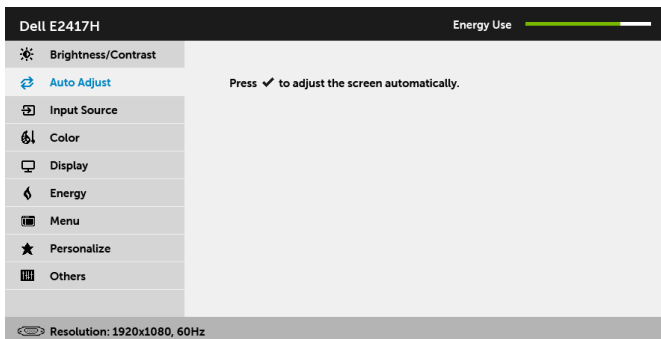 Dell E2417H
Energy Use
Brightness/Contrast
Auto Adjust
Press ✔ to adjust the screen automatically.
Input Source
Color
Display
Energy
Menu
Personalize
Others
Resolution: 1920x1080, 60Hz